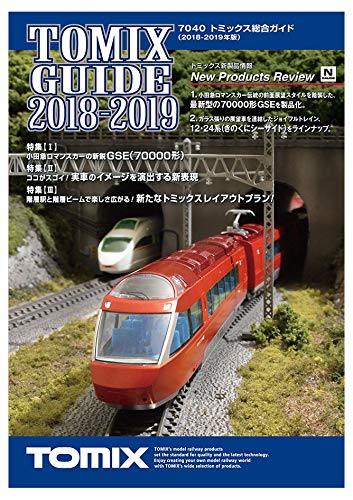 TOMIX
GUIDE
2018-2019
7040 トミックス総合ガイド
(2018-2019年版)
トミックス新製品情報
New Products Review
N
1. 小田急ロマンスカー伝統の前面展望スタイルを踏襲した、
最新型の70000形GSEを製品化。
2. ガラス張りの展望車を連結したジョイフルトレイン、
12・24系《きのくにシーサイド》をラインナップ。
特集【I】
小田急ロマンスカーの新鋭GSE(70000形)
特集【II】
ココがスゴイ! 実車のイメージを演出する新表現
特集【III】
階層駅と階層ビームで楽しさ広がる! 新たなトミックスレイアウトプラン!
TOMIX
TOMIX's model railway products
set the standard for quality and the latest technology.
Enjoy creating your own model railway world
with TOMIX's wide selection of products.